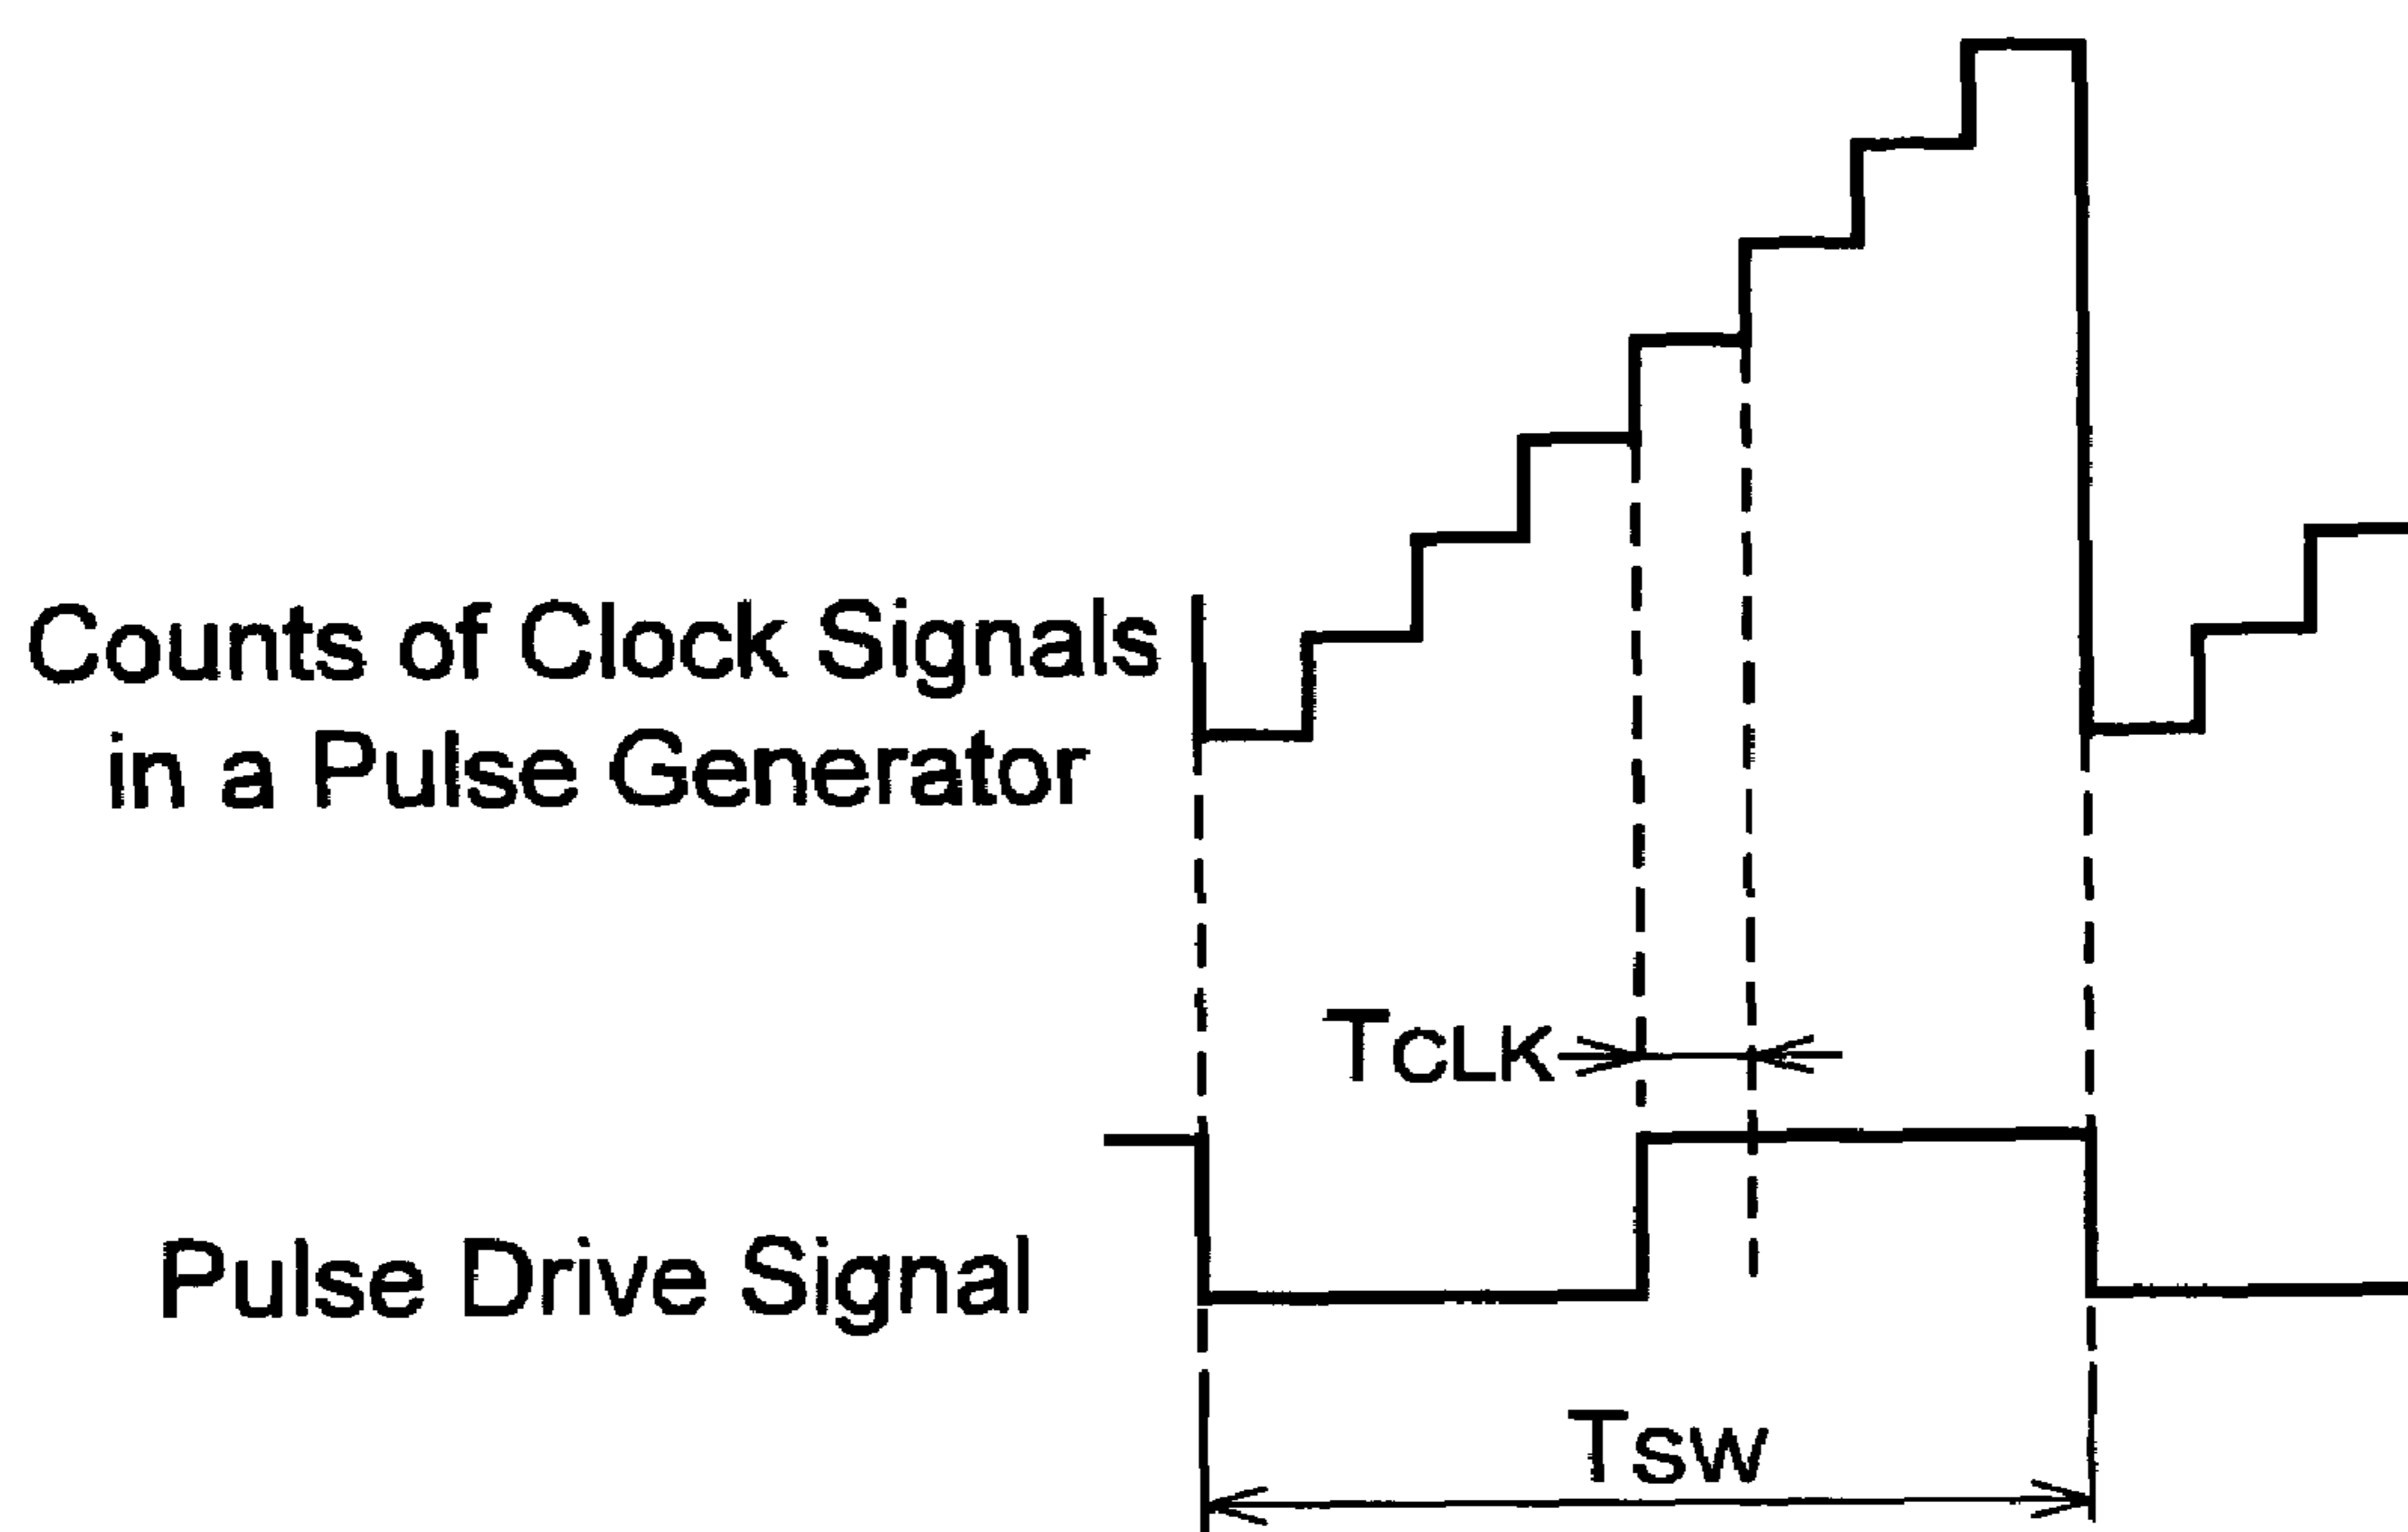 Counts of Clock Signals
in a Pulse Generator
TCLK
Pulse Drive Signal
TSW